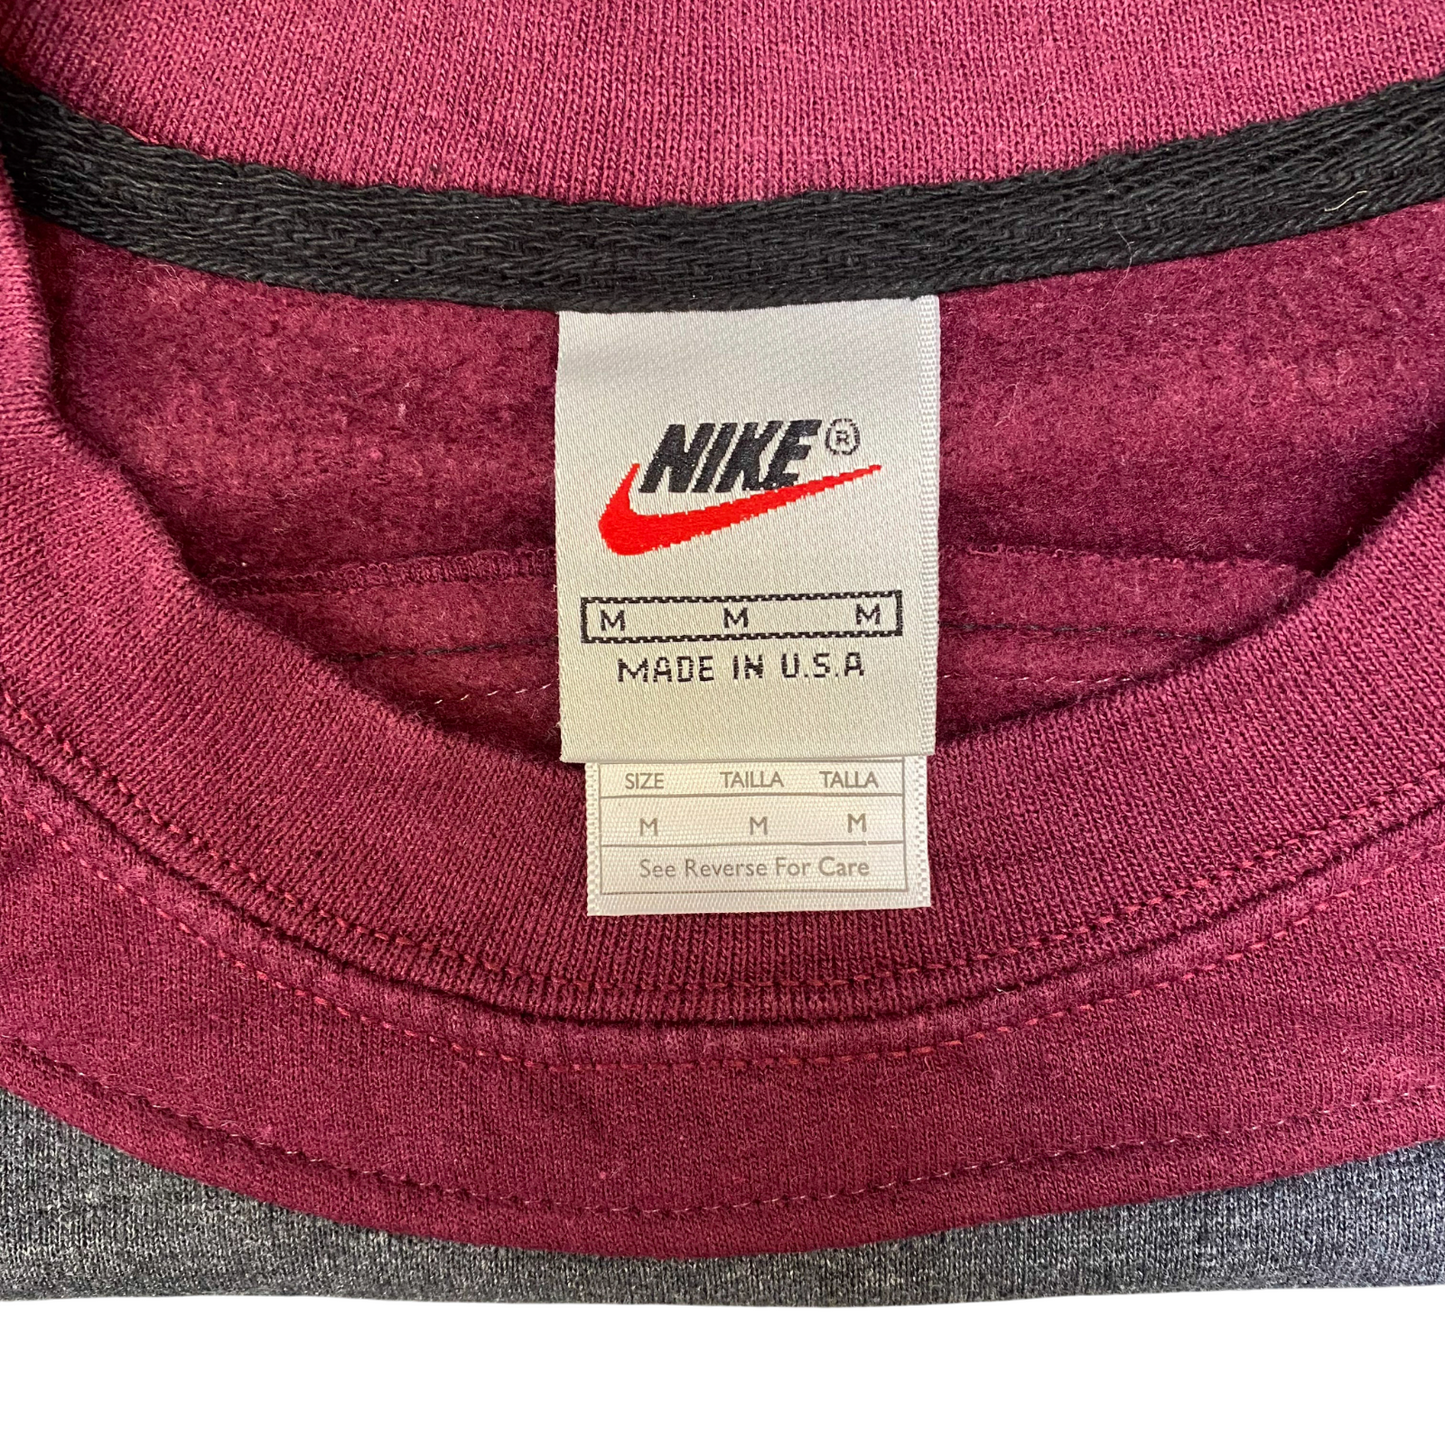 NIKE®
M M M
MADE IN U.S.A
SIZE TAILLA TALLA
M M M
See Reverse For Care